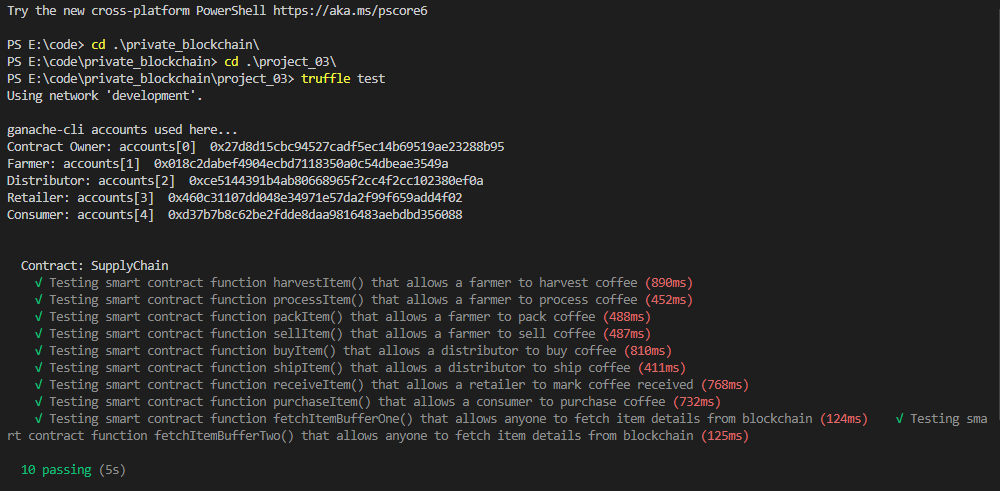 Try the new cross-platform PowerShell https://aka.ms/pscore6
PS E:\code> cd .\private_blockchain\
PS E:\code\private_blockchain> cd .\project_03\
PS E:\code\private_blockchain\project_03> truffle test
Using network 'development'.
ganache-cli accounts used here...
Contract Owner: accounts[0]  0x27d8d15cbc94527cadf5ec14b69519ae23288b95
Farmer: accounts[1]  0x018c2dabef4904ecbd7118350a0c54dbeae3549a
Distributor: accounts[2]  0xce5144391b4ab80668965f2cc4f2cc102380ef0a
Retailer: accounts[3]  0x460c31107dd048e34971e57da2f99f659add4f02
Consumer: accounts[4]  0xd37b7b8c62be2fdde8daa9816483aebdbd356088
Contract: SupplyChain
√ Testing smart contract function harvestItem() that allows a farmer to harvest coffee (890ms)
√ Testing smart contract function processItem() that allows a farmer to process coffee (452ms)
√ Testing smart contract function packItem() that allows a farmer to pack coffee (488ms)
√ Testing smart contract function sellItem() that allows a farmer to sell coffee (487ms)
√ Testing smart contract function buyItem() that allows a distributor to buy coffee (810ms)
√ Testing smart contract function shipItem() that allows a distributor to ship coffee (411ms)
√ Testing smart contract function receiveItem() that allows a retailer to mark coffee received (768ms)
√ Testing smart contract function purchaseItem() that allows a consumer to purchase coffee (732ms)
√ Testing smart contract function fetchItemBufferOne() that allows anyone to fetch item details from blockchain (124ms)    √ Testing sma
rt contract function fetchItemBufferTwo() that allows anyone to fetch item details from blockchain (125ms)
10 passing (5s)